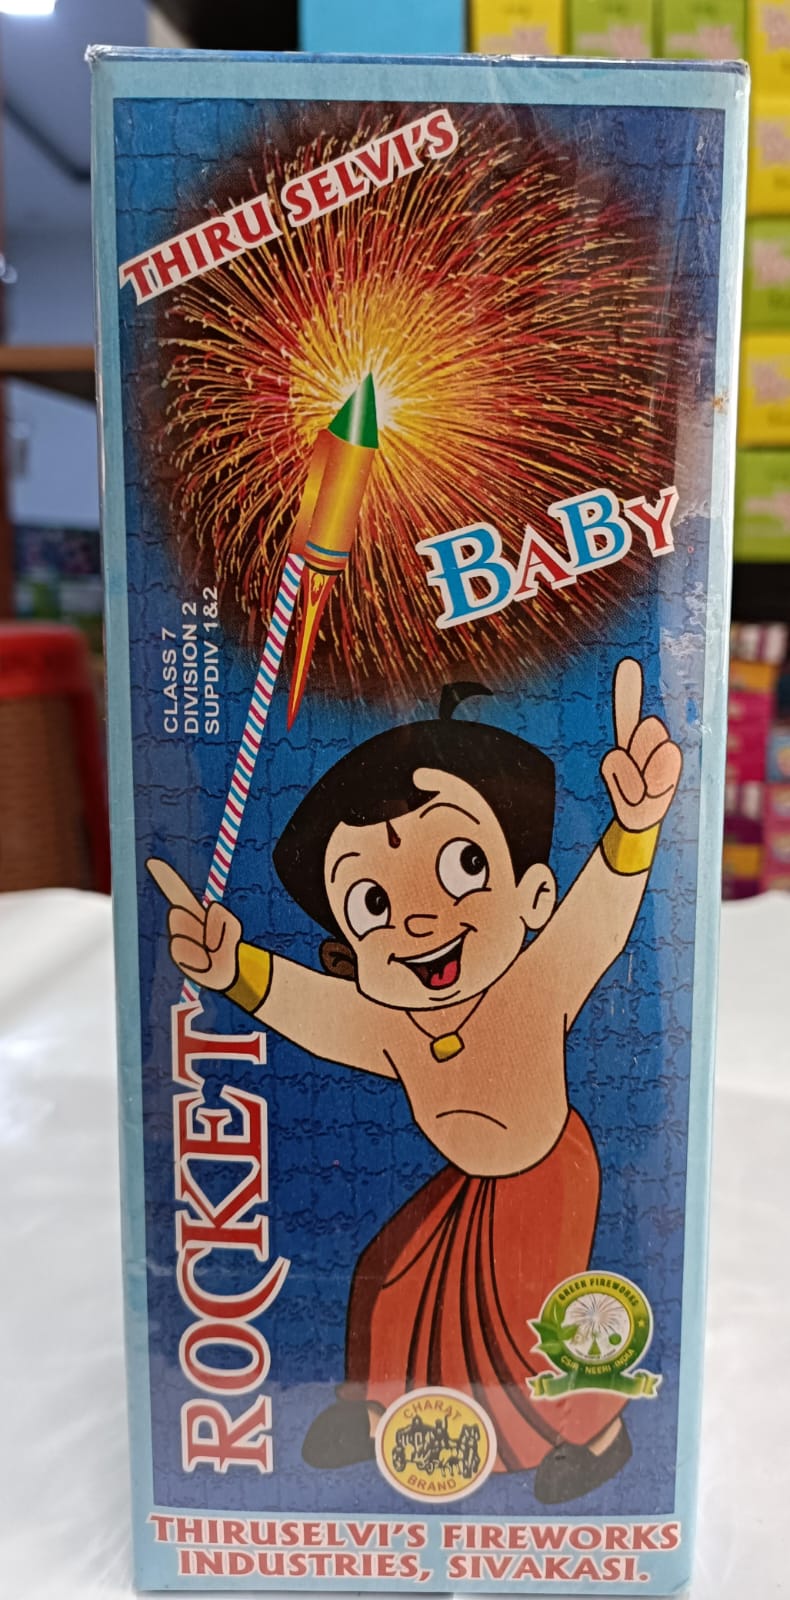 THIRU SELVI'S
BABY
CLASS 7
DIVISION 2
SUPDIV 1&2
ROCKET
GREEN FIREWORKS
CSIR - NEERI - INDIA
CHARAT
BRAND
THIRUSELVI'S FIREWORKS
INDUSTRIES, SIVAKASI.